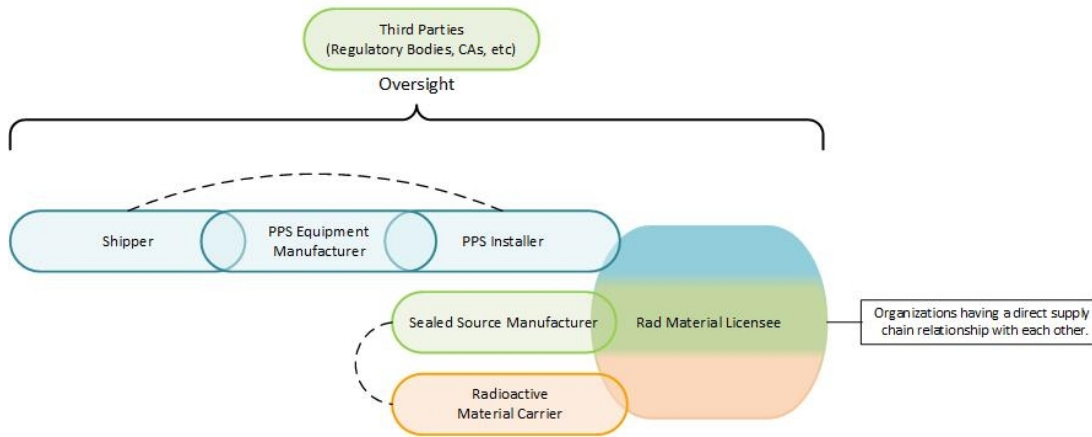 Third Parties
(Regulatory Bodies, CAs, etc)
Oversight
Shipper
PPS Equipment
Manufacturer
PPS Installer
Sealed Source Manufacturer
Rad Material Licensee
Organizations having a direct supply
chain relationship with each other.
Radioactive
Material Carrier